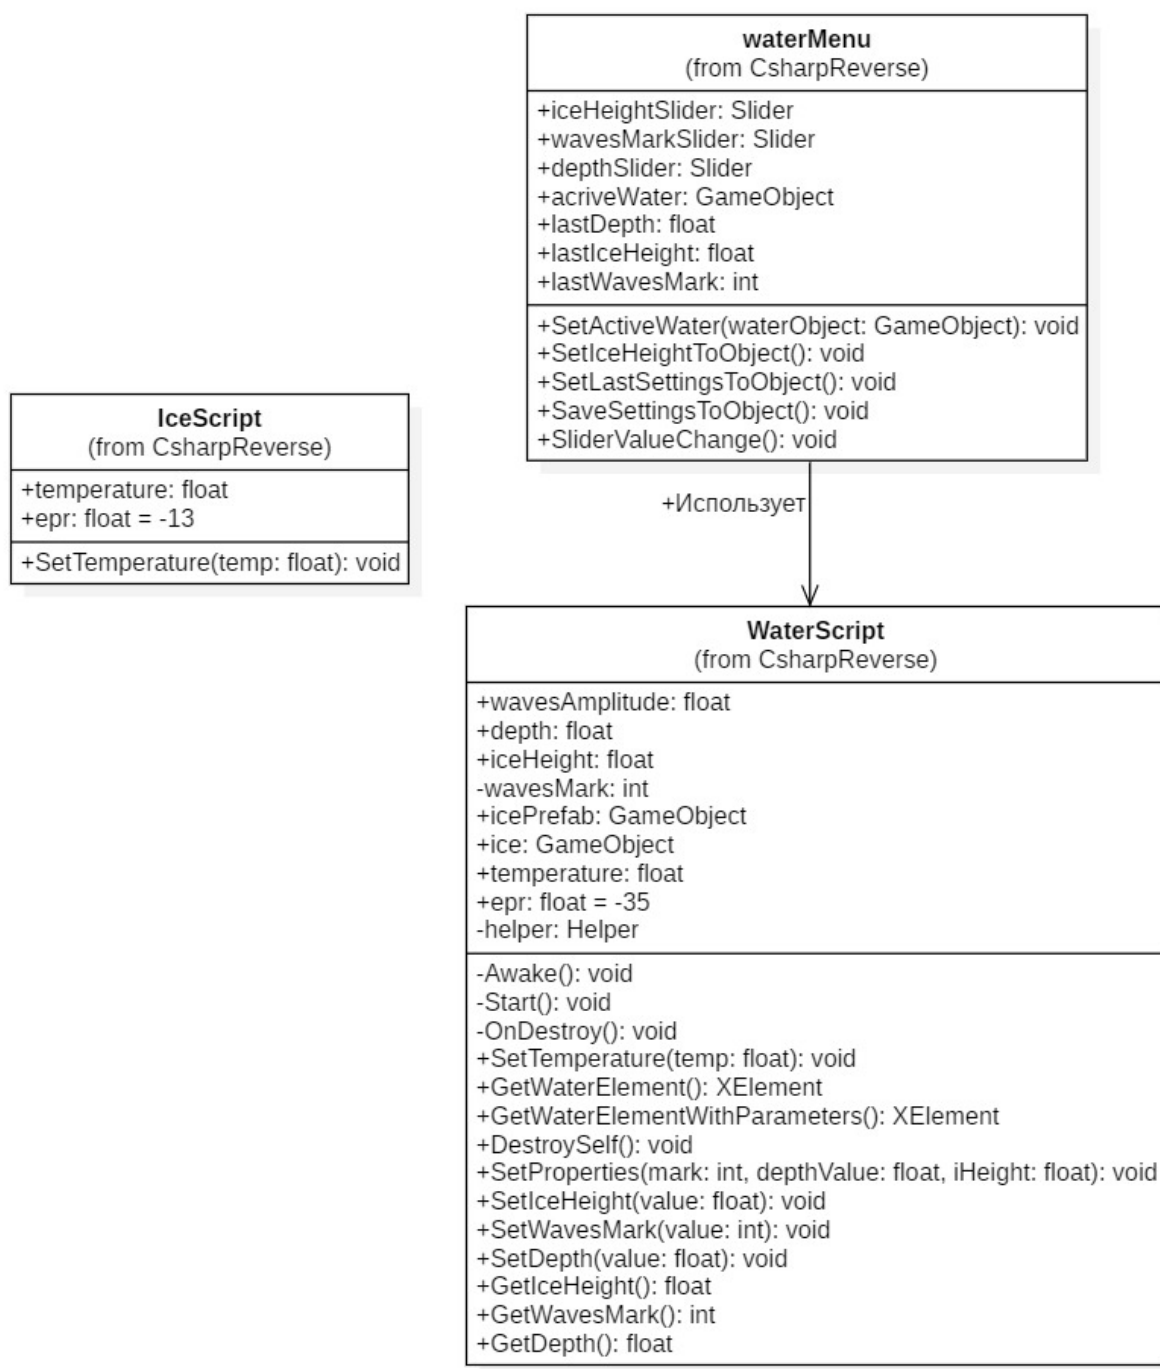 waterMenu
(from CsharpReverse)
+iceHeightSlider: Slider
+wavesMarkSlider: Slider
+depthSlider: Slider
+acriveWater: GameObject
+lastDepth: float
+lastIceHeight: float
+lastWavesMark: int
+SetActiveWater(waterObject: GameObject): void
+SetIceHeightToObject(): void
+SetLastSettingsToObject(): void
+SaveSettingsToObject(): void
+SliderValueChange(): void
IceScript
(from CsharpReverse)
+temperature: float
+epr: float = -13
+SetTemperature(temp: float): void
+Использует
WaterScript
(from CsharpReverse)
+wavesAmplitude: float
+depth: float
+iceHeight: float
-wavesMark: int
+icePrefab: GameObject
+ice: GameObject
+temperature: float
+epr: float = -35
-helper: Helper
-Awake(): void
-Start(): void
-OnDestroy(): void
+SetTemperature(temp: float): void
+GetWaterElement(): XElement
+GetWaterElementWithParameters(): XElement
+DestroySelf(): void
+SetProperties(mark: int, depthValue: float, iHeight: float): void
+SetIceHeight(value: float): void
+SetWavesMark(value: int): void
+SetDepth(value: float): void
+GetIceHeight(): float
+GetWavesMark(): int
+GetDepth(): float